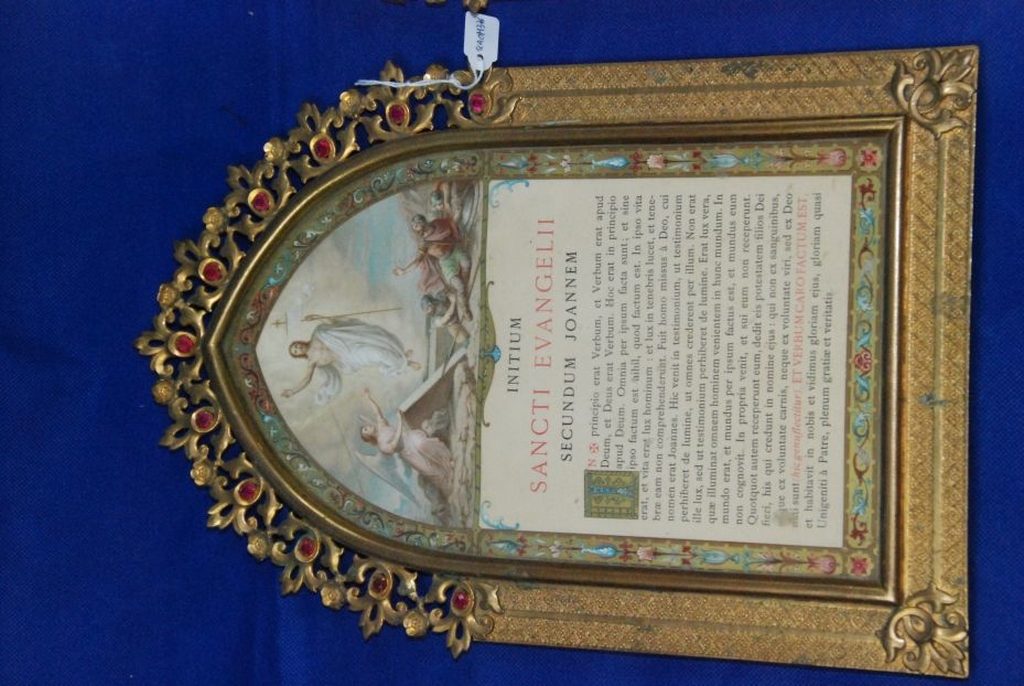 INITIUM
SANCTI EVANGELII
SECUNDUM JOANNEM
IN ✠ principio erat Verbum, et Verbum erat apud
Deum, et Deus erat Verbum. Hoc erat in principio
apud Deum. Omnia per ipsum facta sunt; et sine
ipso factum est nihil, quod factum est. In ipso vita
erat, et vita erat lux hominum : et lux in tenebris lucet, et tene-
bræ eam non comprehenderunt. Fuit homo missus à Deo, cui
nomen erat Joannes. Hic venit in testimonium, ut testimonium
perhiberet de lumine, ut omnes crederent per illum. Non erat
ille lux, sed ut testimonium perhiberet de lumine. Erat lux vera,
quæ illuminat omnem hominem venientem in hunc mundum. In
mundo erat, et mundus per ipsum factus est, et mundus eum
non cognovit. In propria venit, et sui eum non receperunt.
Quotquot autem receperunt eum, dedit eis potestatem filios Dei
fieri, his qui credunt in nomine ejus : qui non ex sanguinibus,
que ex voluntate carnis, neque ex voluntate viri, sed ex Deo
i sunt hic genuflectitur, ET VERBUM CARO FACTUM EST
et habitavit in nobis et vidimus gloriam ejus, gloriam quasi
Unigeniti à Patre, plenum gratiæ et veritatis